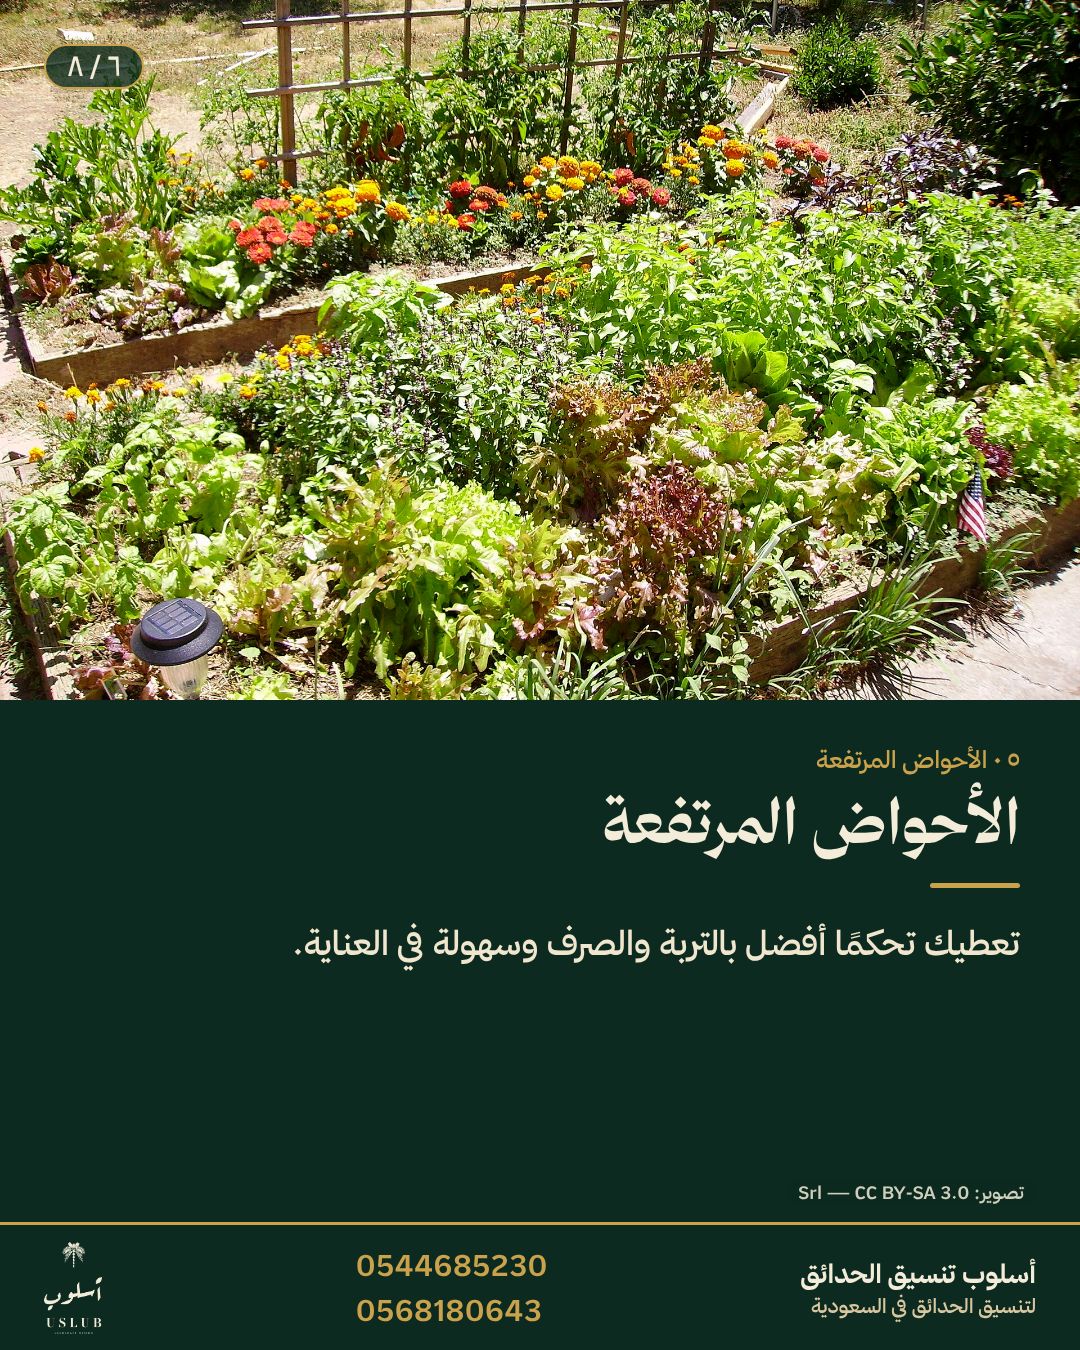 ٨/٦
٠٥ الأحواض المرتفعة
الأحواض المرتفعة
تعطيك تحكمًا أفضل بالتربة والصرف وسهولة في العناية.
تصوير: Srl — CC BY-SA 3.0
أسلوب تنسيق الحدائق
لتنسيق الحدائق في السعودية
0544685230
0568180643
أسلوب
USLUB